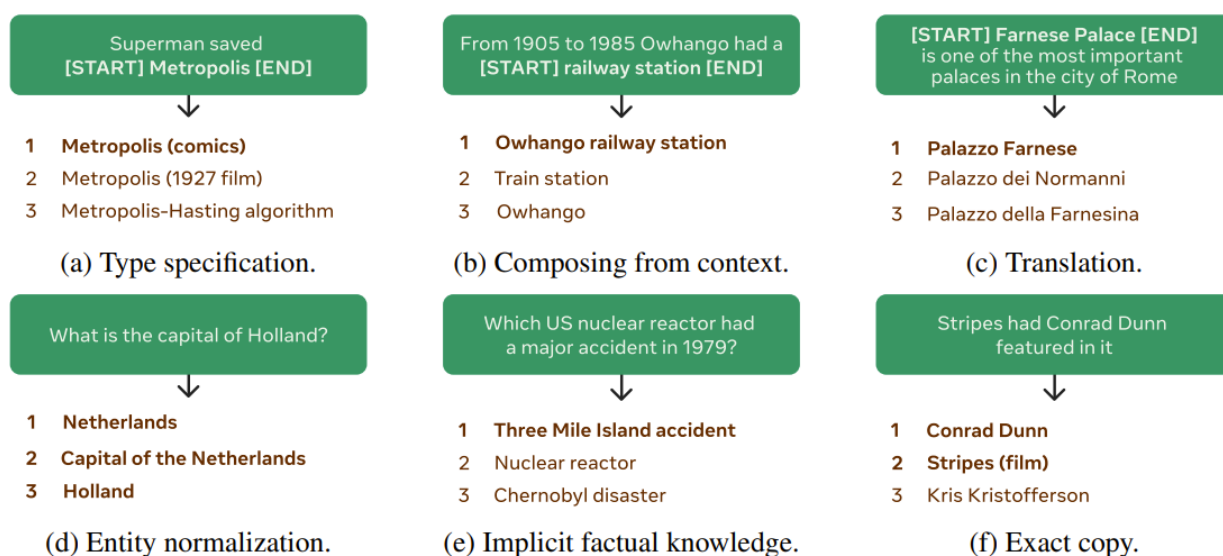 Superman saved
[START] Metropolis [END]
1 Metropolis (comics)
2 Metropolis (1927 film)
3 Metropolis-Hasting algorithm
(a) Type specification.
From 1905 to 1985 Owhango had a
[START] railway station [END]
1 Owhango railway station
2 Train station
3 Owhango
(b) Composing from context.
[START] Farnese Palace [END]
is one of the most important
palaces in the city of Rome
1 Palazzo Farnese
2 Palazzo dei Normanni
3 Palazzo della Farnesina
(c) Translation.
What is the capital of Holland?
1 Netherlands
2 Capital of the Netherlands
3 Holland
(d) Entity normalization.
Which US nuclear reactor had
a major accident in 1979?
1 Three Mile Island accident
2 Nuclear reactor
3 Chernobyl disaster
(e) Implicit factual knowledge.
Stripes had Conrad Dunn
featured in it
1 Conrad Dunn
2 Stripes (film)
3 Kris Kristofferson
(f) Exact copy.